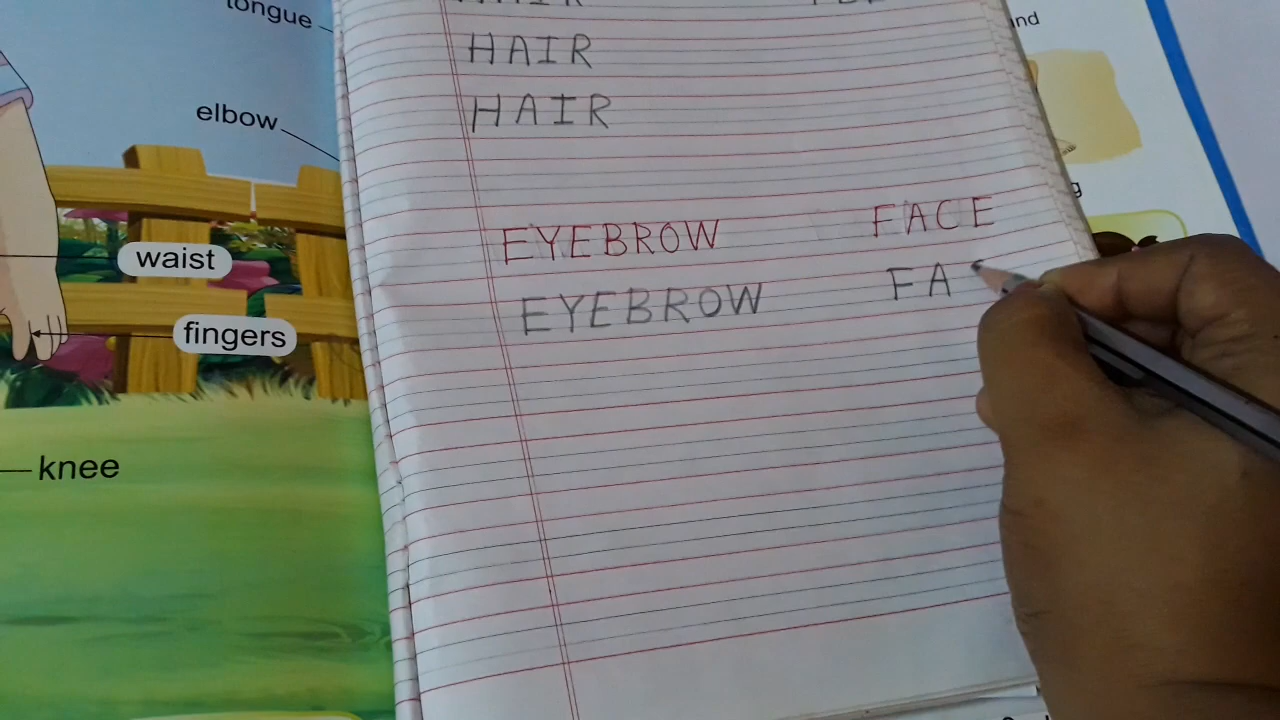 tongue
elbow
waist
fingers
knee
HAIR
HAIR
EYEBROW FACE
EYEBROW FA